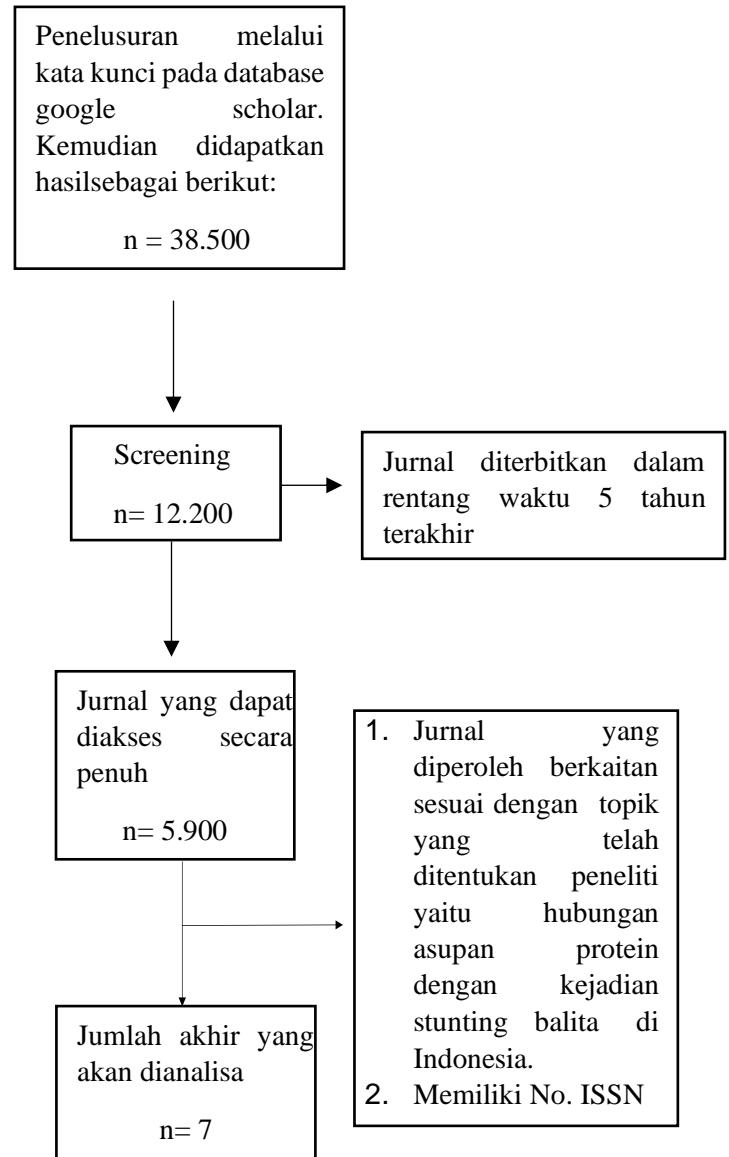 Penelusuran melalui
kata kunci pada database
google scholar.
Kemudian didapatkan
hasilsebagai berikut:
n = 38.500
Screening
n= 12.200
Jurnal diterbitkan dalam
rentang waktu 5 tahun
terakhir
Jurnal yang dapat
diakses secara
penuh
n= 5.900
1. Jurnal yang
diperoleh berkaitan
sesuai dengan topik
yang telah
ditentukan peneliti
yaitu hubungan
asupan protein
dengan kejadian
stunting balita di
Indonesia.
2. Memiliki No. ISSN
Jumlah akhir yang
akan dianalisa
n= 7